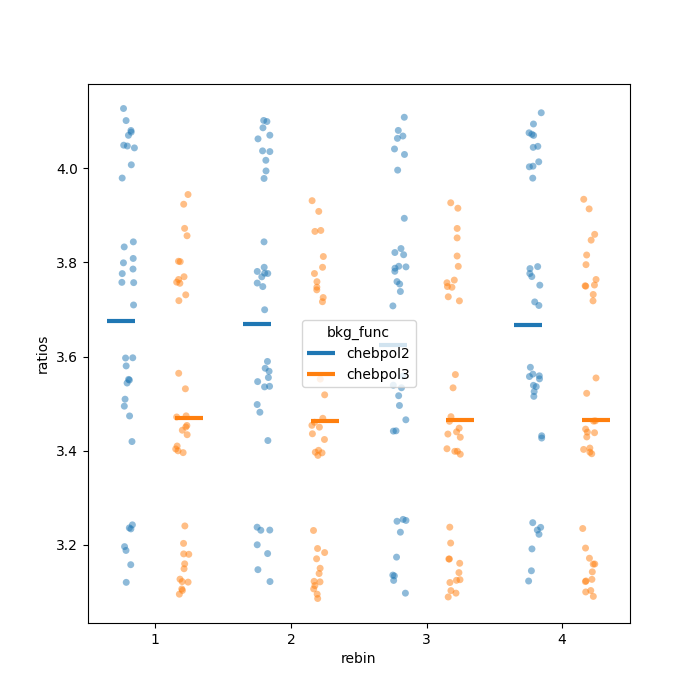 4.0
3.8
3.6
3.4
3.2
ratios
bkg_func
chebpol2
chebpol3
1 2 3 4
rebin